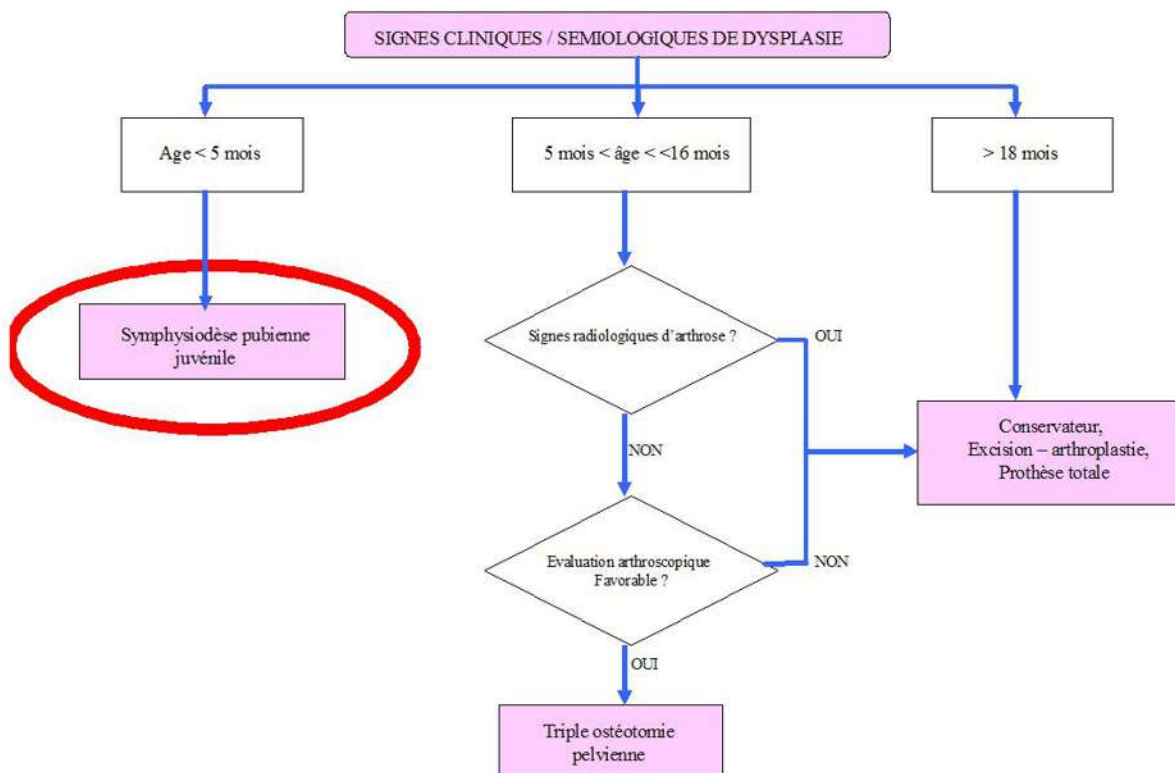 SIGNES CLINIQUES / SEMIOLOGIQUES DE DYSPLASIE
Age < 5 mois
5 mois < âge < <16 mois
> 18 mois
Symphysiodèse pubienne
juvénile
Signes radiologiques d'arthrose ?
OUI
NON
Conservateur,
Excision – arthroplastie,
Prothèse totale
Evaluation arthroscopique
Favorable ?
NON
OUI
Triple ostéotomie
pelvienne